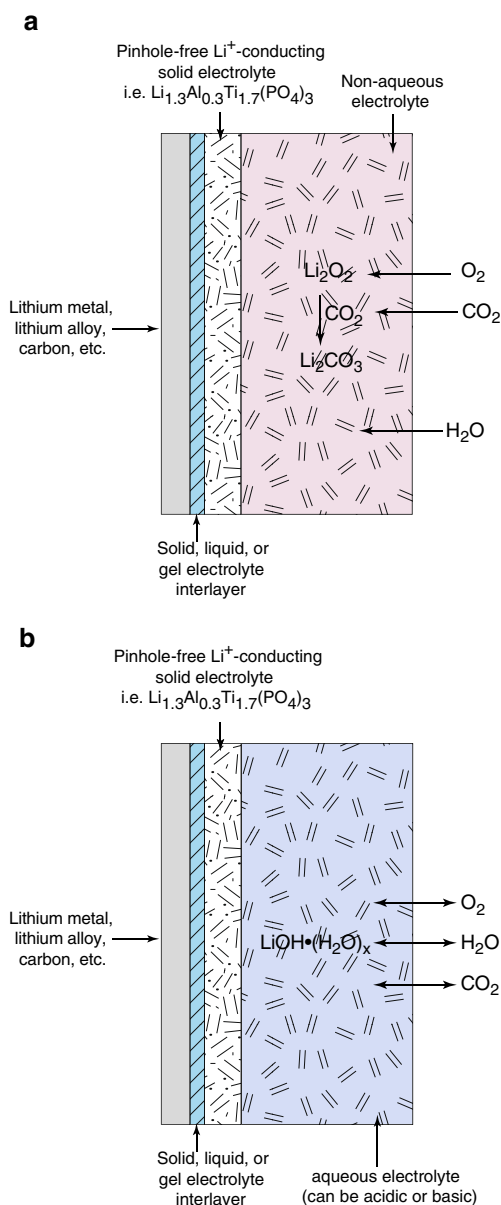 a
Pinhole-free Li⁺-conducting
solid electrolyte
i.e. Li₁.₃Al₀.₃Ti₁.₇(PO₄)₃
Non-aqueous
electrolyte
Li₂O₂
O₂
CO₂
CO₂
Lithium metal,
lithium alloy,
carbon, etc.
Li₂CO₃
H₂O
Solid, liquid, or
gel electrolyte
interlayer
b
Pinhole-free Li⁺-conducting
solid electrolyte
i.e. Li₁.₃Al₀.₃Ti₁.₇(PO₄)₃
O₂
Lithium metal,
lithium alloy,
carbon, etc.
LiOH•(H₂O)ₓ
H₂O
CO₂
Solid, liquid, or
gel electrolyte
interlayer
aqueous electrolyte
(can be acidic or basic)